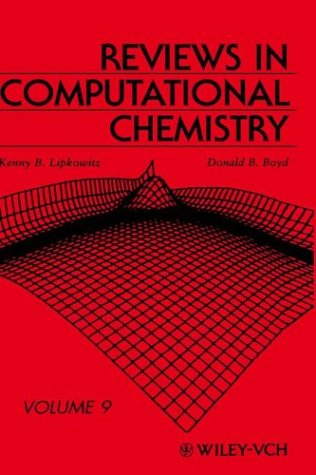 REVIEWS IN
COMPUTATIONAL
CHEMISTRY
Kenny B. Lipkowitz Donald B. Boyd
VOLUME 9
WILEY-VCH